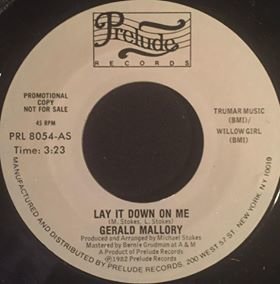 Prelude
RECORDS
PROMOTIONAL
COPY
NOT FOR SALE
45 RPM
PRL 8054-AS
Time: 3:23
TRUMAR MUSIC
(BMI)/
WILLOW GIRL
(BMI)
LAY IT DOWN ON ME
(M. Stokes, L. Stokes)
GERALD MALLORY
Produced and Arranged by Michael Stokes
Mastered by Bernie Grundman at A & M
A Product of Prelude Records
℗1982 Prelude Records
MANUFACTURED AND DISTRIBUTED BY PRELUDE RECORDS, 200 WEST 57 ST. NEW YORK, NY 10019